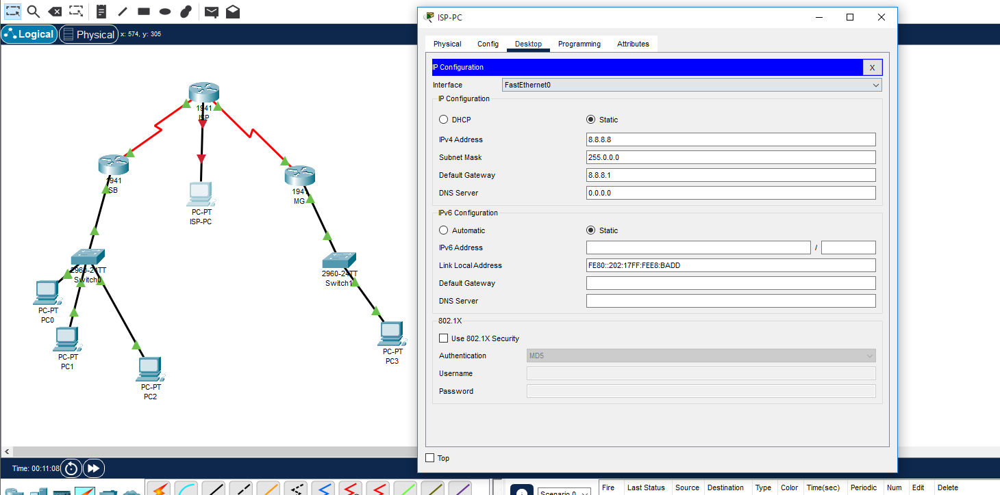 ISP-PC
Logical
Physical
x: 574, y: 305
Physical
Config
Desktop
Programming
Attributes
IP Configuration
X
Interface
FastEthernet0
IP Configuration
DHCP
Static
IPv4 Address
8.8.8.8
Subnet Mask
255.0.0.0
Default Gateway
8.8.8.1
DNS Server
0.0.0.0
IPv6 Configuration
Automatic
Static
IPv6 Address
/
Link Local Address
FE80::202:17FF:FEE8:BADD
Default Gateway
DNS Server
802.1X
Use 802.1X Security
Authentication
MD5
Username
Password
Top
1941
ISP
1941
SB
1941
MG
PC-PT
ISP-PC
2960-24TT
Switch0
2960-24TT
Switch1
PC-PT
PC0
PC-PT
PC1
PC-PT
PC2
PC-PT
PC3
Time: 00:11:08
Scenario 0
Fire
Last Status
Source
Destination
Type
Color
Time(sec)
Periodic
Num
Edit
Delete